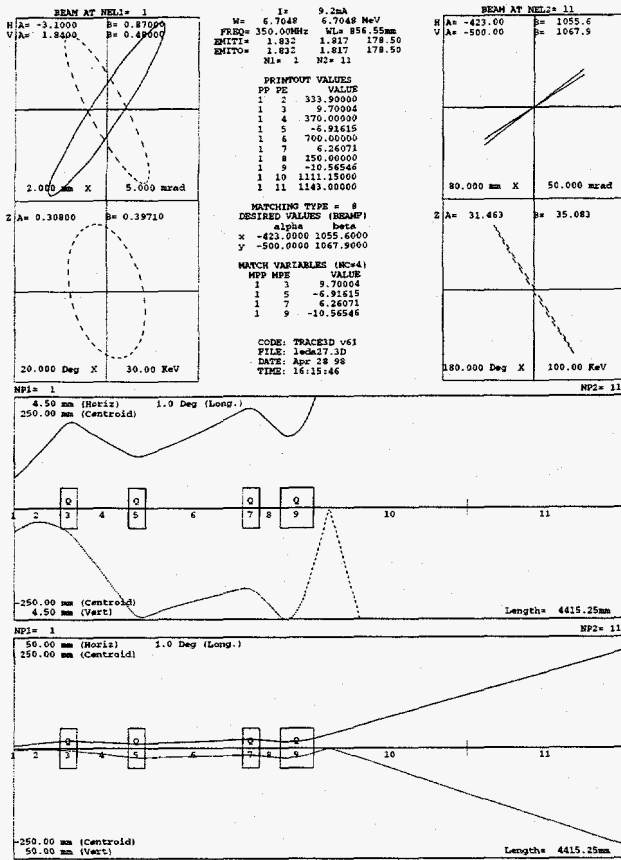 BEAM AT NEL1= 1
H A= -3.1000 B= 0.87000
V A= 1.8400 B= 0.48000
2.000 mm X 5.000 mrad
Z A= 0.30800 B= 0.39710
20.000 Deg X 30.00 KeV
I= 9.2mA
W= 6.7048 6.7048 MeV
FREQ= 350.00MHz WL= 856.55mm
EMITI= 1.832 1.817 178.50
EMITO= 1.832 1.817 178.50
N1= 1 N2= 11
PRINTOUT VALUES
PP PE VALUE
1 2 333.90000
1 3 9.70004
1 4 370.00000
1 5 -6.91615
1 6 700.00000
1 7 6.26071
1 8 150.00000
1 9 -10.56546
1 10 1111.15000
1 11 1143.00000
MATCHING TYPE = 8
DESIRED VALUES (BEAMF)
alpha beta
x -423.0000 1055.6000
y -500.0000 1067.9000
MATCH VARIABLES (NC=4)
MPP MPE VALUE
1 3 9.70004
1 5 -6.91615
1 7 6.26071
1 9 -10.56546
CODE: TRACE3D v61
FILE: leda27.3D
DATE: Apr 28 98
TIME: 16:15:46
BEAM AT NEL2= 11
H A= -423.00 B= 1055.6
V A= -500.00 B= 1067.9
80.000 mm X 50.000 mrad
Z A= 31.463 B= 35.083
180.000 Deg X 100.00 KeV
NP1= 1 NP2= 11
4.50 mm (Horiz) 1.0 Deg (Long.)
250.00 mm (Centroid)
Q Q Q Q
1 2 3 4 5 6 7 8 9 10 11
-250.00 mm (Centroid)
4.50 mm (Vert) Length= 4415.25mm
NP1= 1 NP2= 11
50.00 mm (Horiz) 1.0 Deg (Long.)
250.00 mm (Centroid)
Q Q Q Q
1 2 3 4 5 6 7 8 9 10 11
-250.00 mm (Centroid)
50.00 mm (Vert) Length= 4415.25mm